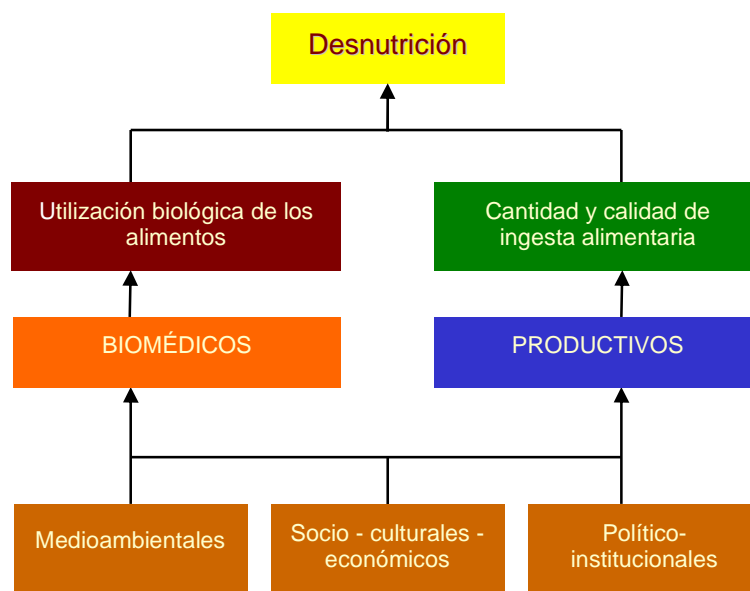 Desnutrición
Utilización biológica de los
alimentos
Cantidad y calidad de
ingesta alimentaria
BIOMÉDICOS
PRODUCTIVOS
Medioambientales
Socio - culturales -
económicos
Político-
institucionales